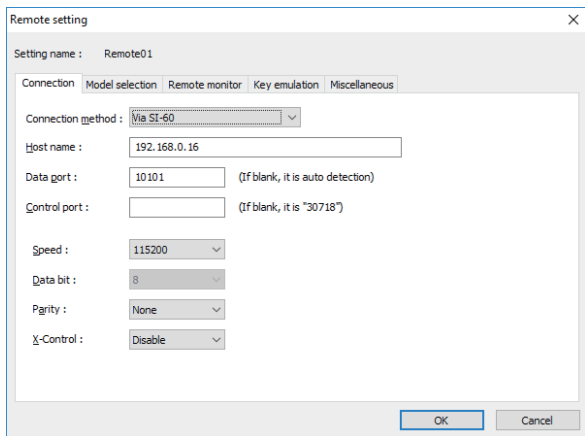 Remote setting
Setting name : Remote01
Connection Model selection Remote monitor Key emulation Miscellaneous
Connection method : Via SI-60
Host name : 192.168.0.16
Data port : 10101 (If blank, it is auto detection)
Control port : (If blank, it is "30718")
Speed : 115200
Data bit : 8
Parity : None
X-Control : Disable
OK Cancel